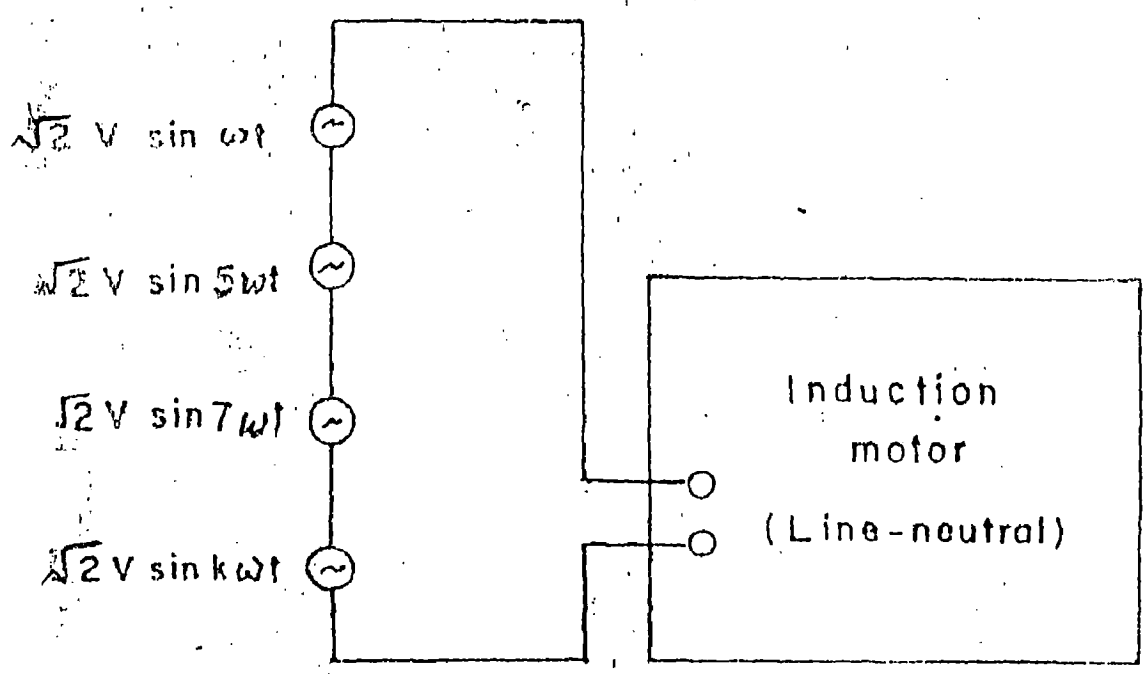 √2 V sin ωt
√2 V sin 5ωt
√2 V sin 7ωt
√2 V sin kωt
Induction
motor
(Line-neutral)